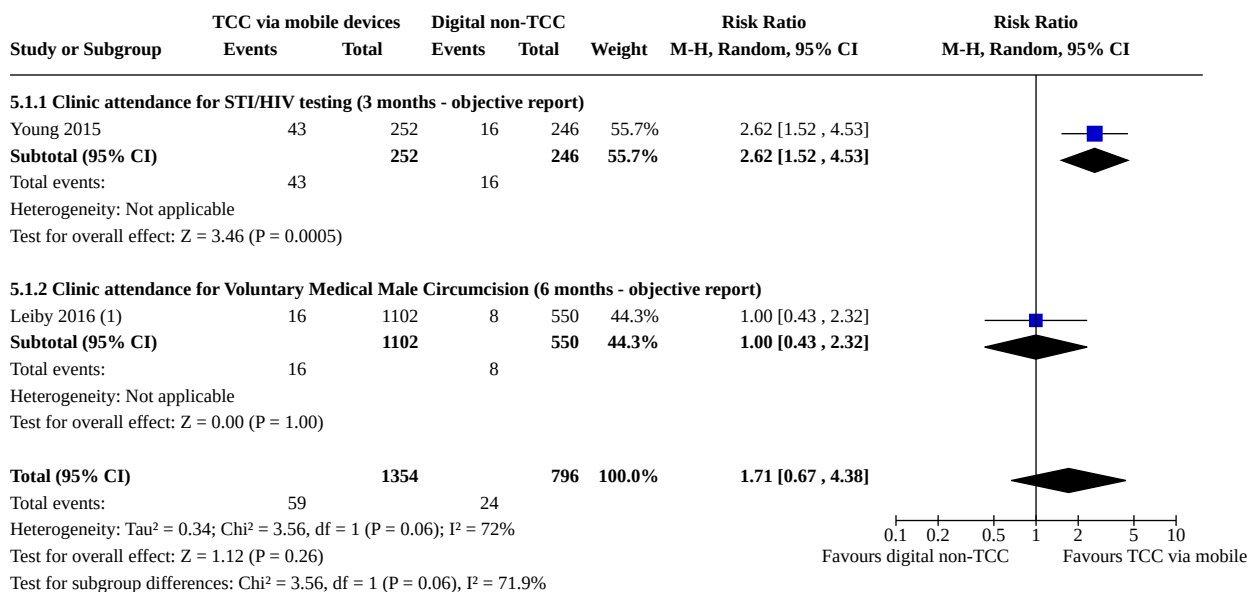 TCC via mobile devices Digital non-TCC Risk Ratio Risk Ratio
Study or Subgroup Events Total Events Total Weight M-H, Random, 95% CI M-H, Random, 95% CI
5.1.1 Clinic attendance for STI/HIV testing (3 months - objective report)
Young 2015 43 252 16 246 55.7% 2.62 [1.52 , 4.53]
Subtotal (95% CI) 252 246 55.7% 2.62 [1.52 , 4.53]
Total events: 43 16
Heterogeneity: Not applicable
Test for overall effect: Z = 3.46 (P = 0.0005)
5.1.2 Clinic attendance for Voluntary Medical Male Circumcision (6 months - objective report)
Leiby 2016 (1) 16 1102 8 550 44.3% 1.00 [0.43 , 2.32]
Subtotal (95% CI) 1102 550 44.3% 1.00 [0.43 , 2.32]
Total events: 16 8
Heterogeneity: Not applicable
Test for overall effect: Z = 0.00 (P = 1.00)
Total (95% CI) 1354 796 100.0% 1.71 [0.67 , 4.38]
Total events: 59 24
Heterogeneity: Tau² = 0.34; Chi² = 3.56, df = 1 (P = 0.06); I² = 72%
0.1 0.2 0.5 1 2 5 10
Test for overall effect: Z = 1.12 (P = 0.26) Favours digital non-TCC Favours TCC via mobile
Test for subgroup differences: Chi² = 3.56, df = 1 (P = 0.06), I² = 71.9%